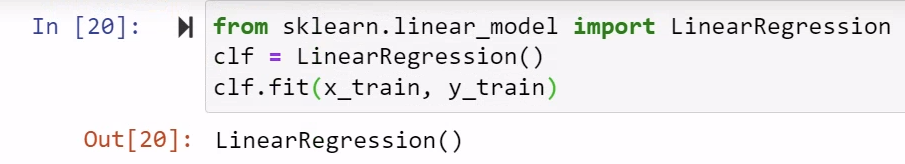 In [20]: from sklearn.linear_model import LinearRegression
clf = LinearRegression()
clf.fit(x_train, y_train)
Out[20]: LinearRegression()